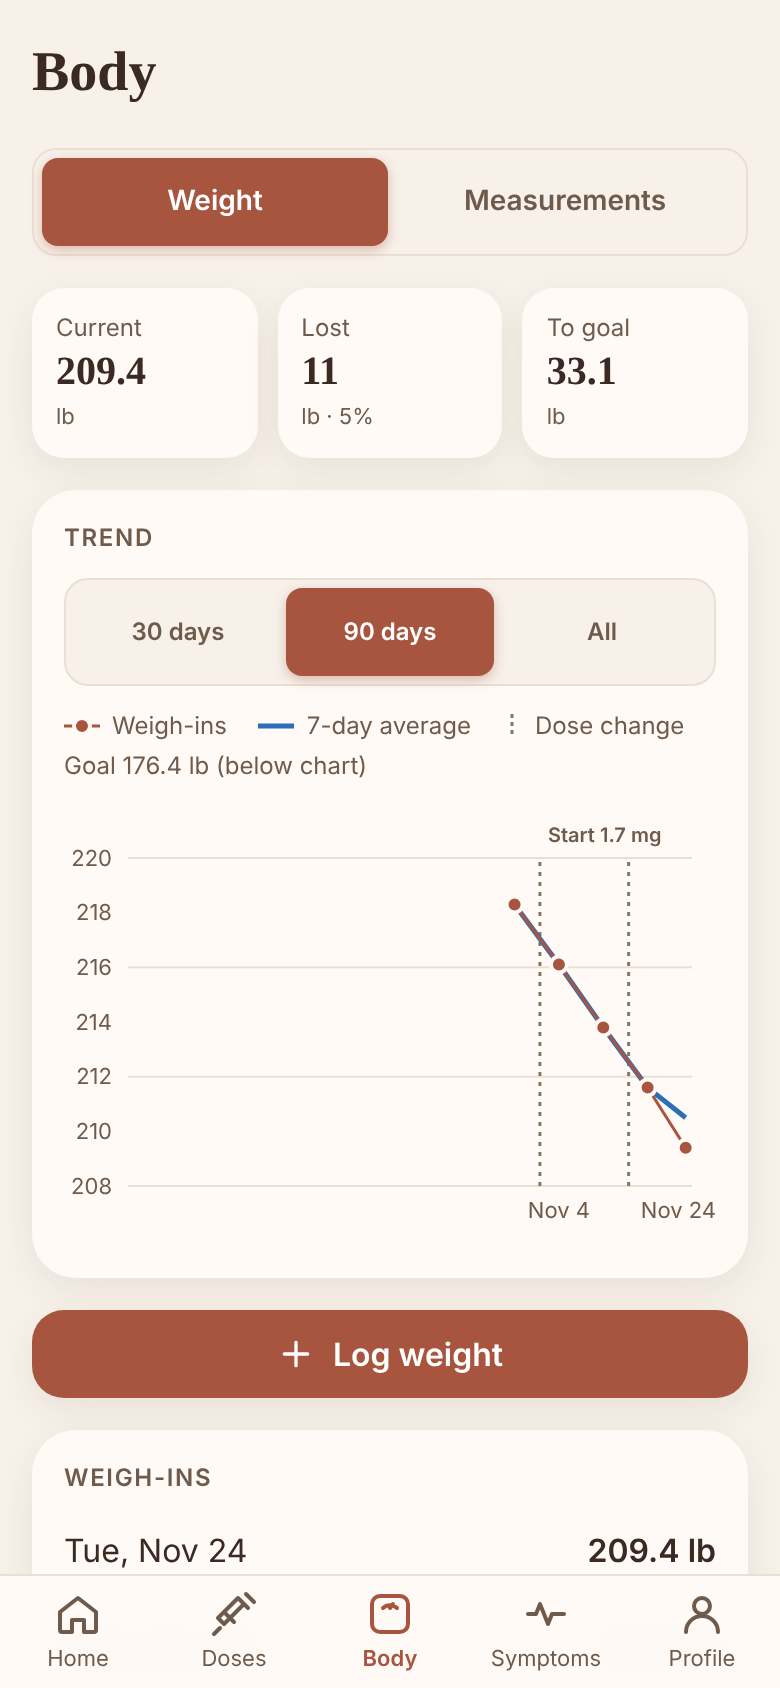 Body
Weight
Measurements
Current
209.4
lb
Lost
11
lb · 5%
To goal
33.1
lb
TREND
30 days
90 days
All
Weigh-ins
7-day average
Dose change
Goal 176.4 lb (below chart)
Start 1.7 mg
220
218
216
214
212
210
208
Nov 4
Nov 24
Log weight
WEIGH-INS
Tue, Nov 24
209.4 lb
Home
Doses
Body
Symptoms
Profile